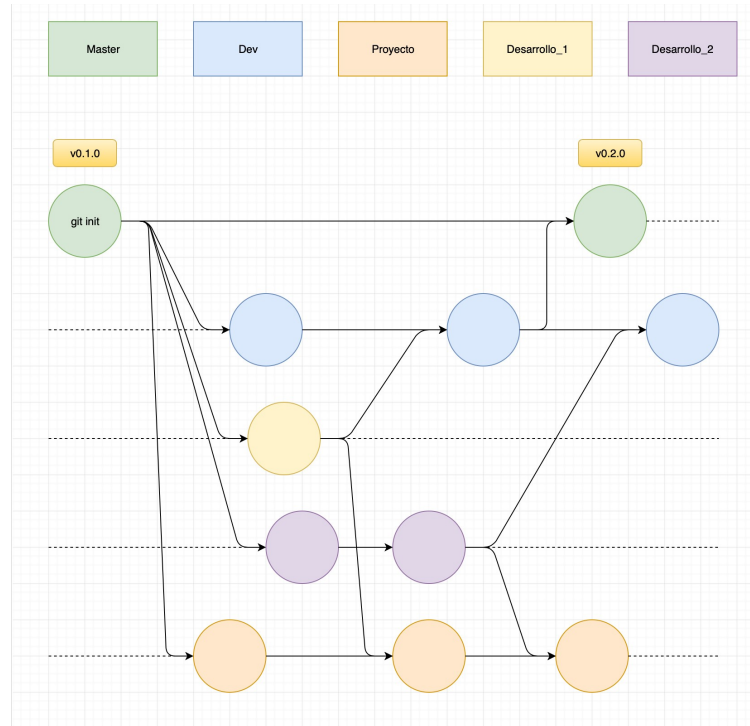 Master
Dev
Proyecto
Desarrollo_1
Desarrollo_2
v0.1.0
v0.2.0
git init